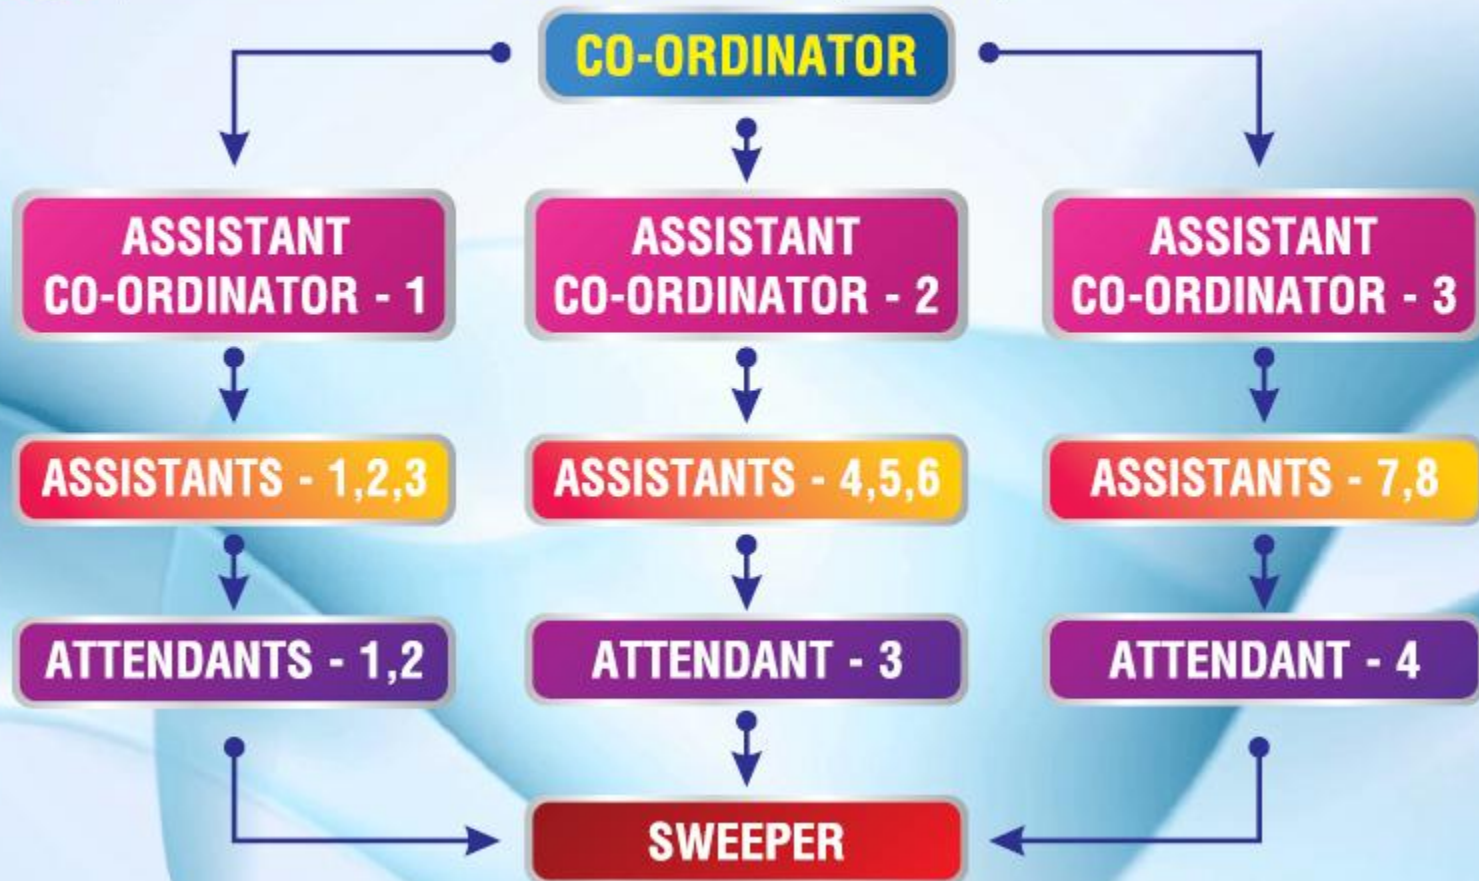 CO-ORDINATOR
ASSISTANT
CO-ORDINATOR - 1
ASSISTANT
CO-ORDINATOR - 2
ASSISTANT
CO-ORDINATOR - 3
ASSISTANTS - 1,2,3
ASSISTANTS - 4,5,6
ASSISTANTS - 7,8
ATTENDANTS - 1,2
ATTENDANT - 3
ATTENDANT - 4
SWEEPER